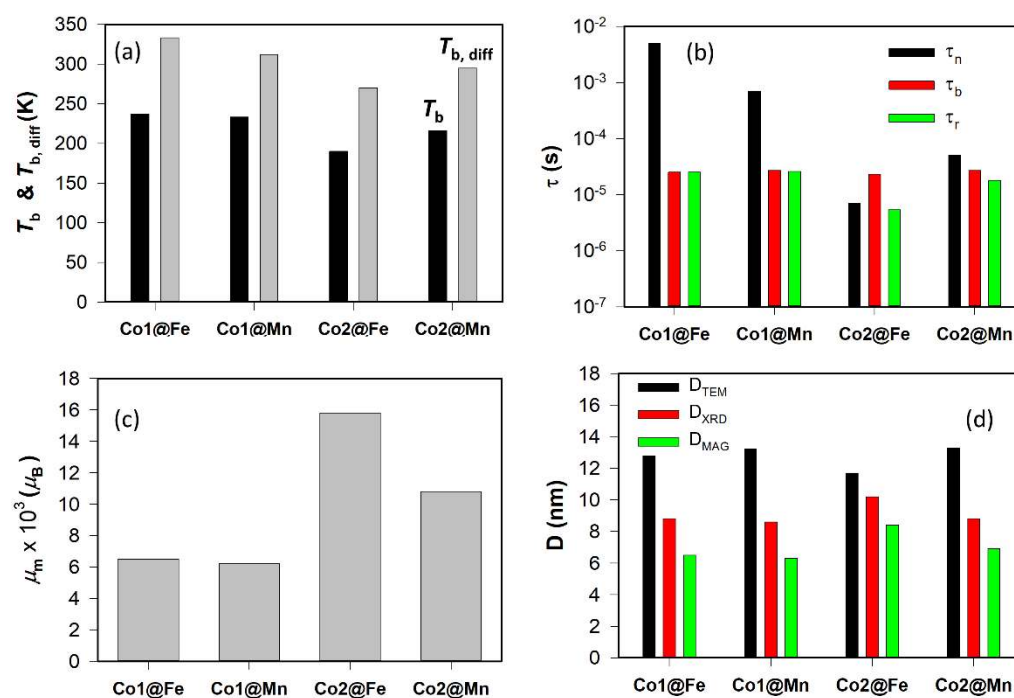 (a)
T_b & T_b, diff (K)
350
300
250
200
150
100
50
0
T_b, diff
T_b
Co1@Fe Co1@Mn Co2@Fe Co2@Mn
(b)
τ (s)
10⁻²
10⁻³
10⁻⁴
10⁻⁵
10⁻⁶
10⁻⁷
τ_n
τ_b
τ_r
Co1@Fe Co1@Mn Co2@Fe Co2@Mn
(c)
μ_m x 10³ (μ_B)
18
16
14
12
10
8
6
4
2
0
Co1@Fe Co1@Mn Co2@Fe Co2@Mn
(d)
D (nm)
18
16
14
12
10
8
6
4
2
0
D_TEM
D_XRD
D_MAG
Co1@Fe Co1@Mn Co2@Fe Co2@Mn